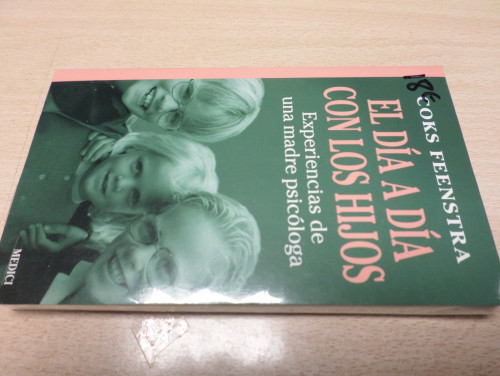 18€
COKS FEENSTRA
EL DÍA A DÍA
CON LOS HIJOS
Experiencias de
una madre psicóloga
MEDICI